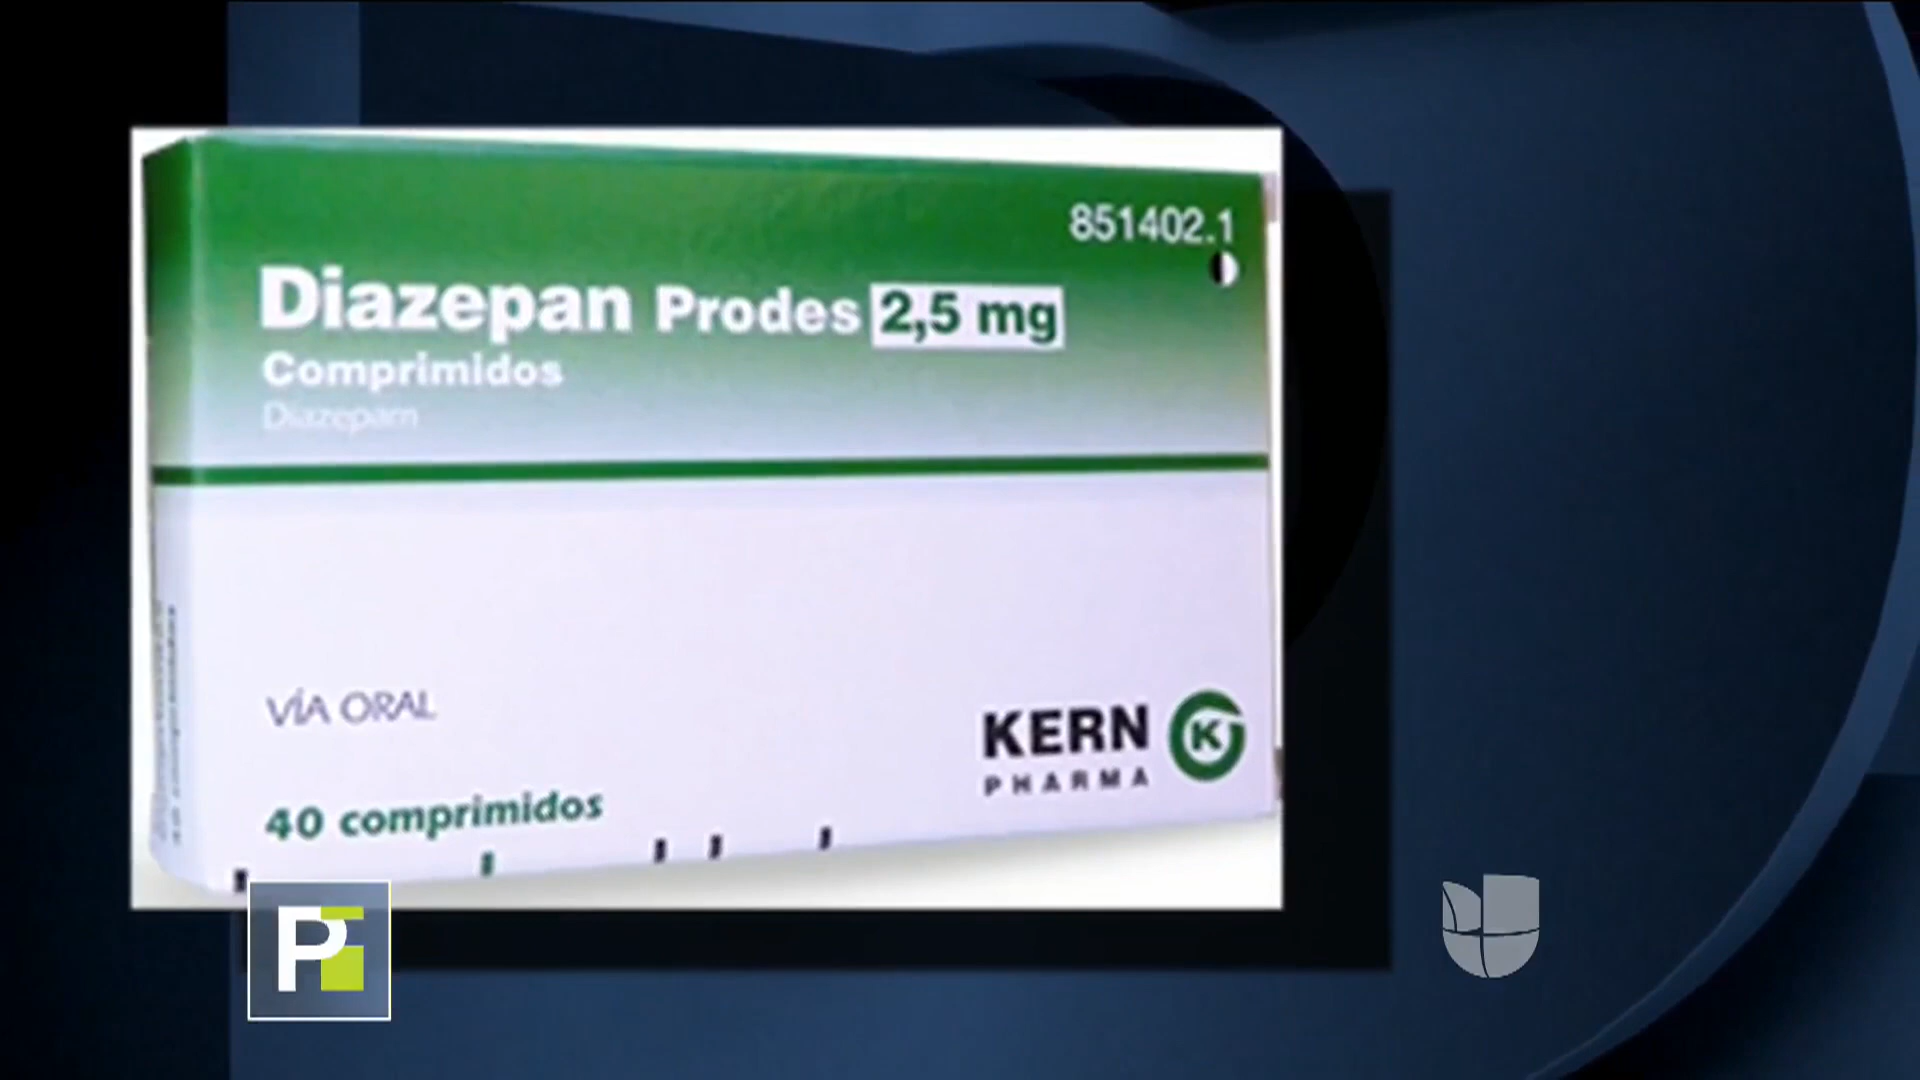 851402.1
Diazepan Prodes 2,5 mg
Comprimidos
Diazepam
VÍA ORAL
KERN
PHARMA
K
40 comprimidos
P